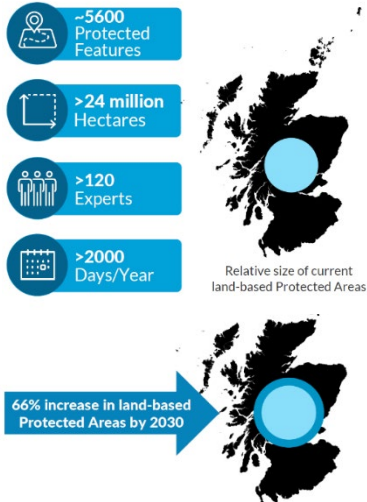 ~5600
Protected
Features
>24 million
Hectares
>120
Experts
>2000
Days/Year
Relative size of current
land-based Protected Areas
66% increase in land-based
Protected Areas by 2030